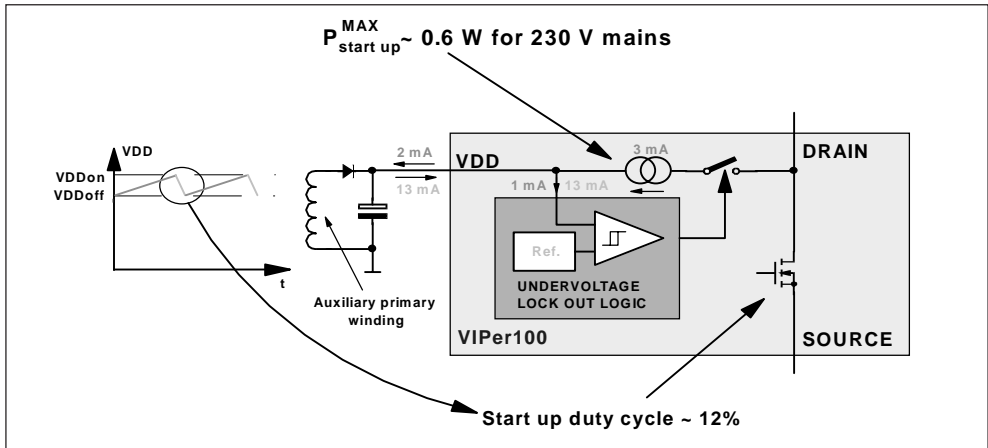 P MAX start up ~ 0.6 W for 230 V mains
VDD
VDDon
VDDoff
t
Auxiliary primary
winding
2 mA
13 mA
VDD
3 mA
DRAIN
1 mA 13 mA
Ref.
UNDERVOLTAGE
LOCK OUT LOGIC
VIPer100
SOURCE
Start up duty cycle ~ 12%